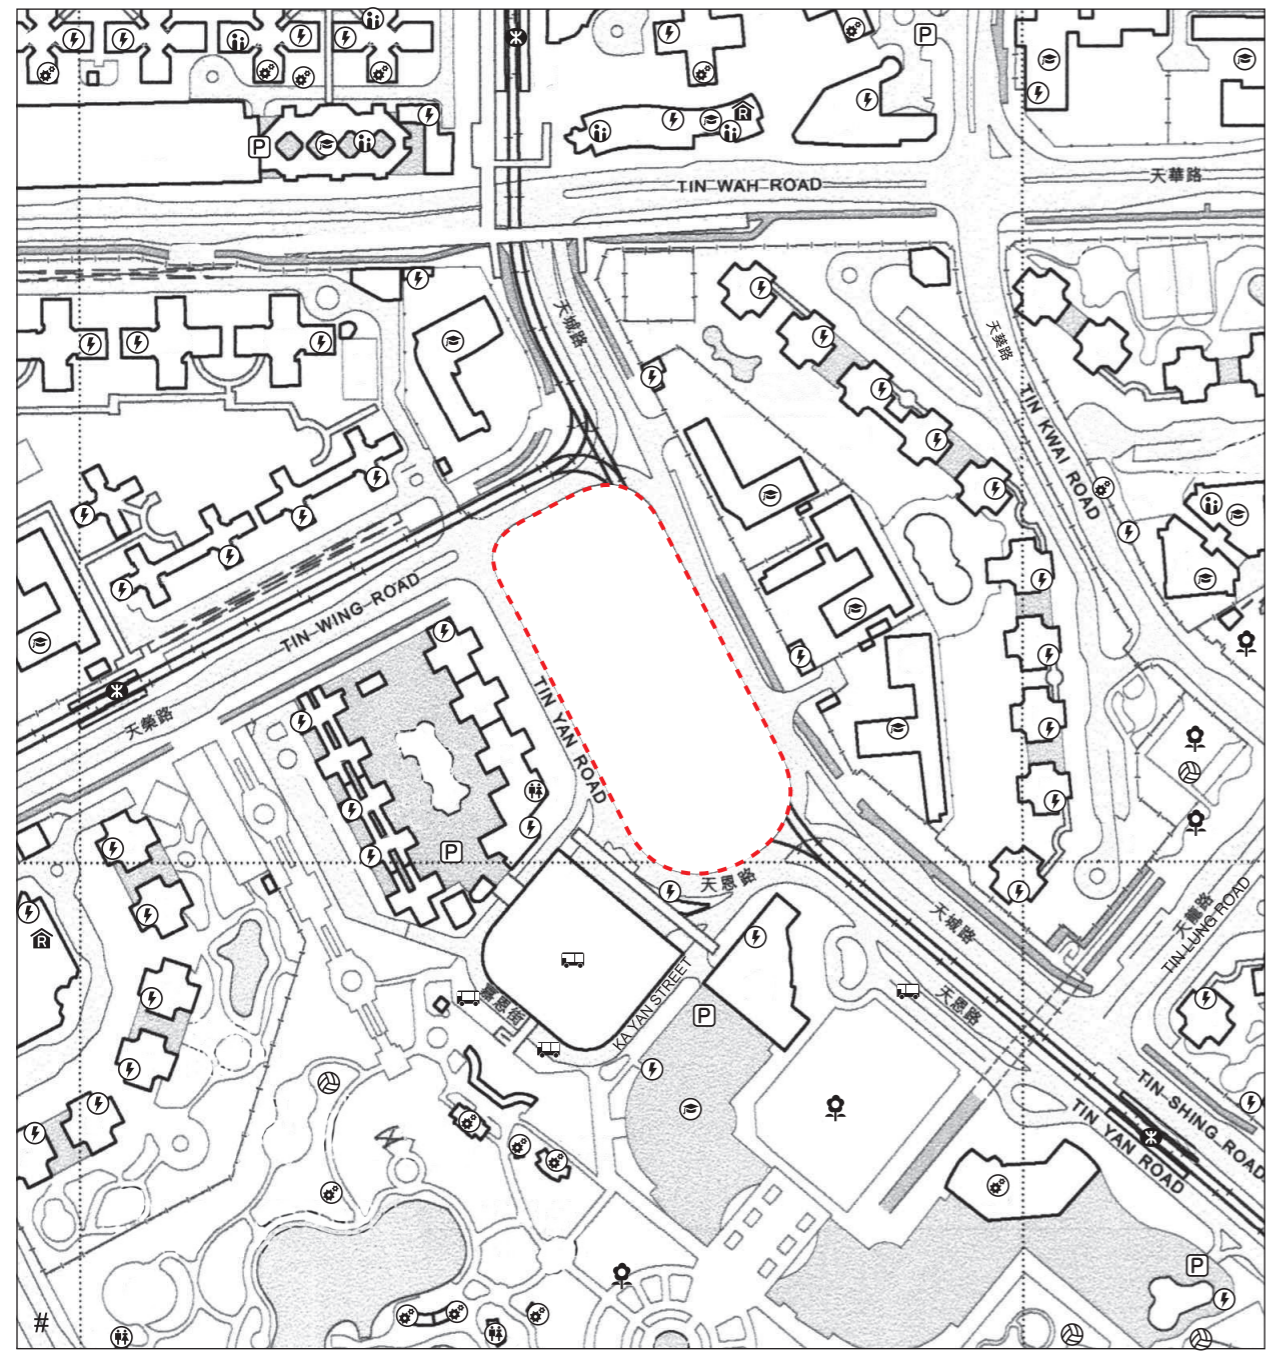 P
P
P
TIN WAH ROAD
天華路
天城路
天葵路
TIN KWAI ROAD
TIN WING ROAD
天榮路
TIN YAN ROAD
P
天恩路
天城路
天龍路
TIN LUNG ROAD
R
R
嘉恩街
KA YAN STREET
P
天恩路
TIN SHING ROAD
TIN YAN ROAD
P
#